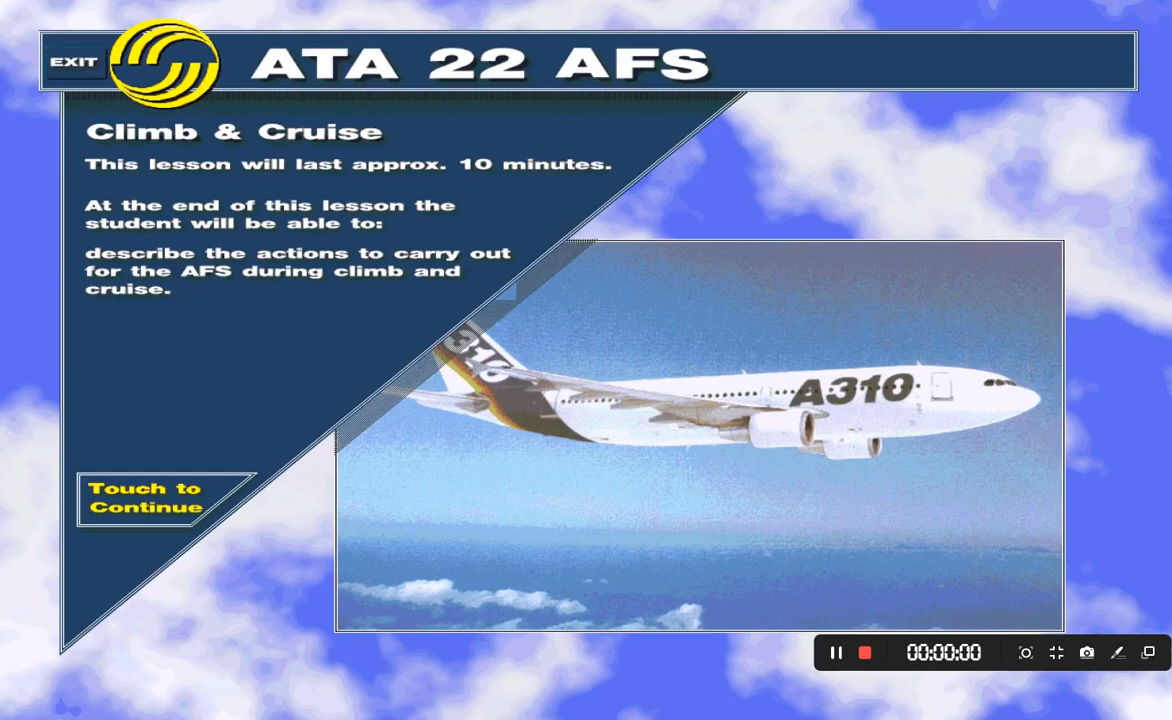 EXIT
ATA 22 AFS
Climb & Cruise
This lesson will last approx. 10 minutes.
At the end of this lesson the
student will be able to:
describe the actions to carry out
for the AFS during climb and
cruise.
310
A310
Touch to
Continue
00:00:00